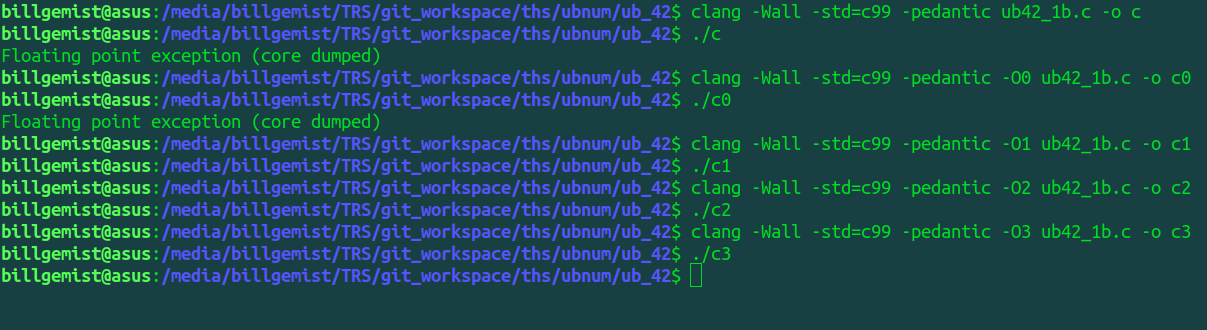 billgemist@asus:/media/billgemist/TRS/git_workspace/ths/ubnum/ub_42$ clang -Wall -std=c99 -pedantic ub42_1b.c -o c
billgemist@asus:/media/billgemist/TRS/git_workspace/ths/ubnum/ub_42$ ./c
Floating point exception (core dumped)
billgemist@asus:/media/billgemist/TRS/git_workspace/ths/ubnum/ub_42$ clang -Wall -std=c99 -pedantic -O0 ub42_1b.c -o c0
billgemist@asus:/media/billgemist/TRS/git_workspace/ths/ubnum/ub_42$ ./c0
Floating point exception (core dumped)
billgemist@asus:/media/billgemist/TRS/git_workspace/ths/ubnum/ub_42$ clang -Wall -std=c99 -pedantic -O1 ub42_1b.c -o c1
billgemist@asus:/media/billgemist/TRS/git_workspace/ths/ubnum/ub_42$ ./c1
billgemist@asus:/media/billgemist/TRS/git_workspace/ths/ubnum/ub_42$ clang -Wall -std=c99 -pedantic -O2 ub42_1b.c -o c2
billgemist@asus:/media/billgemist/TRS/git_workspace/ths/ubnum/ub_42$ ./c2
billgemist@asus:/media/billgemist/TRS/git_workspace/ths/ubnum/ub_42$ clang -Wall -std=c99 -pedantic -O3 ub42_1b.c -o c3
billgemist@asus:/media/billgemist/TRS/git_workspace/ths/ubnum/ub_42$ ./c3
billgemist@asus:/media/billgemist/TRS/git_workspace/ths/ubnum/ub_42$